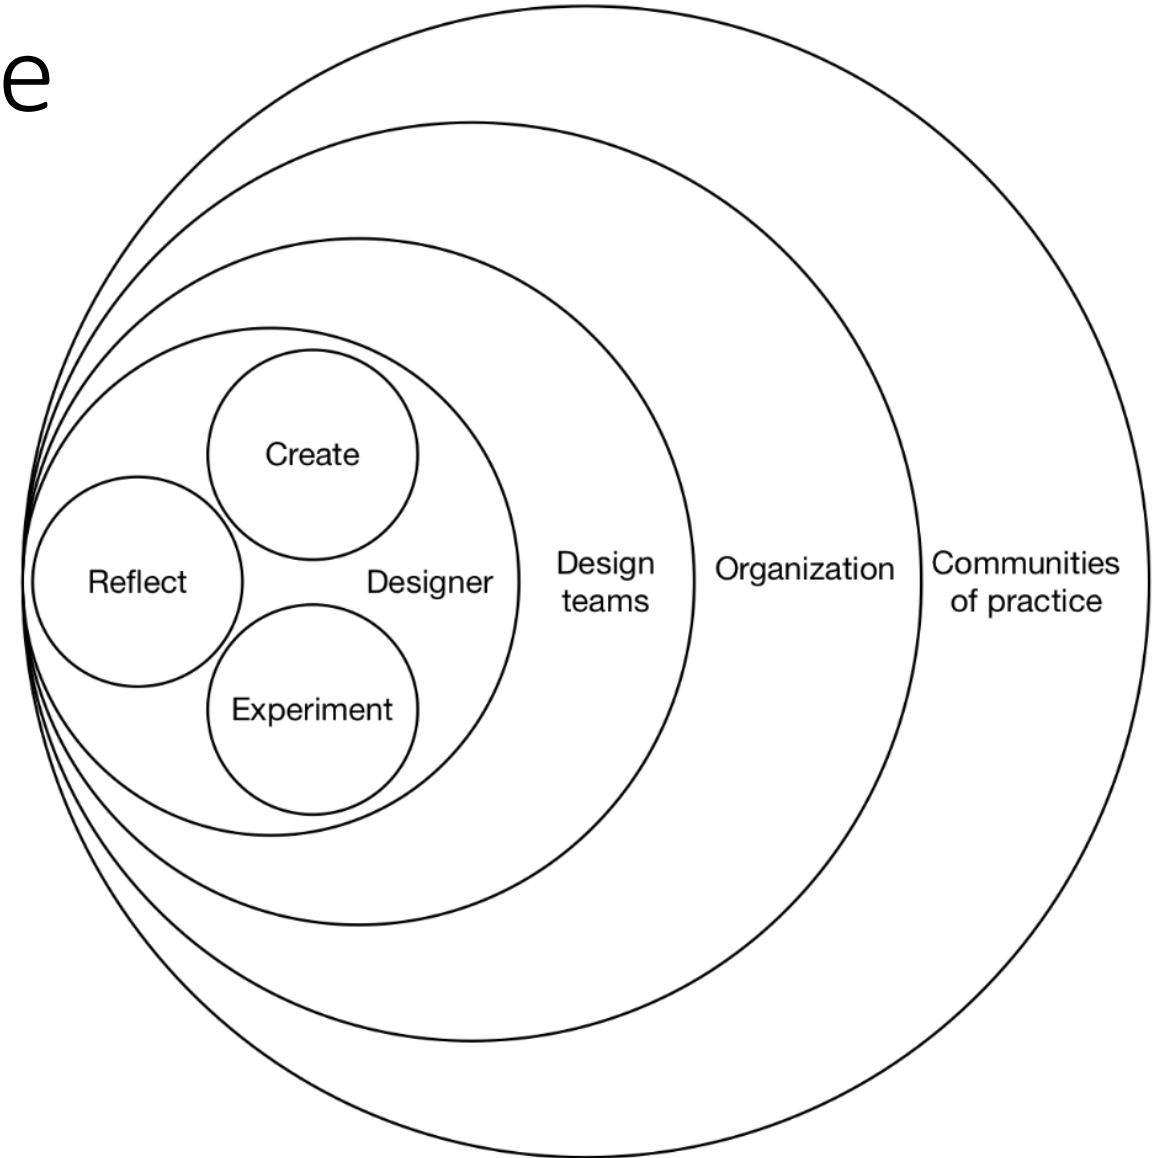 e
Create
Reflect
Designer
Experiment
Design
teams
Organization
Communities
of practice